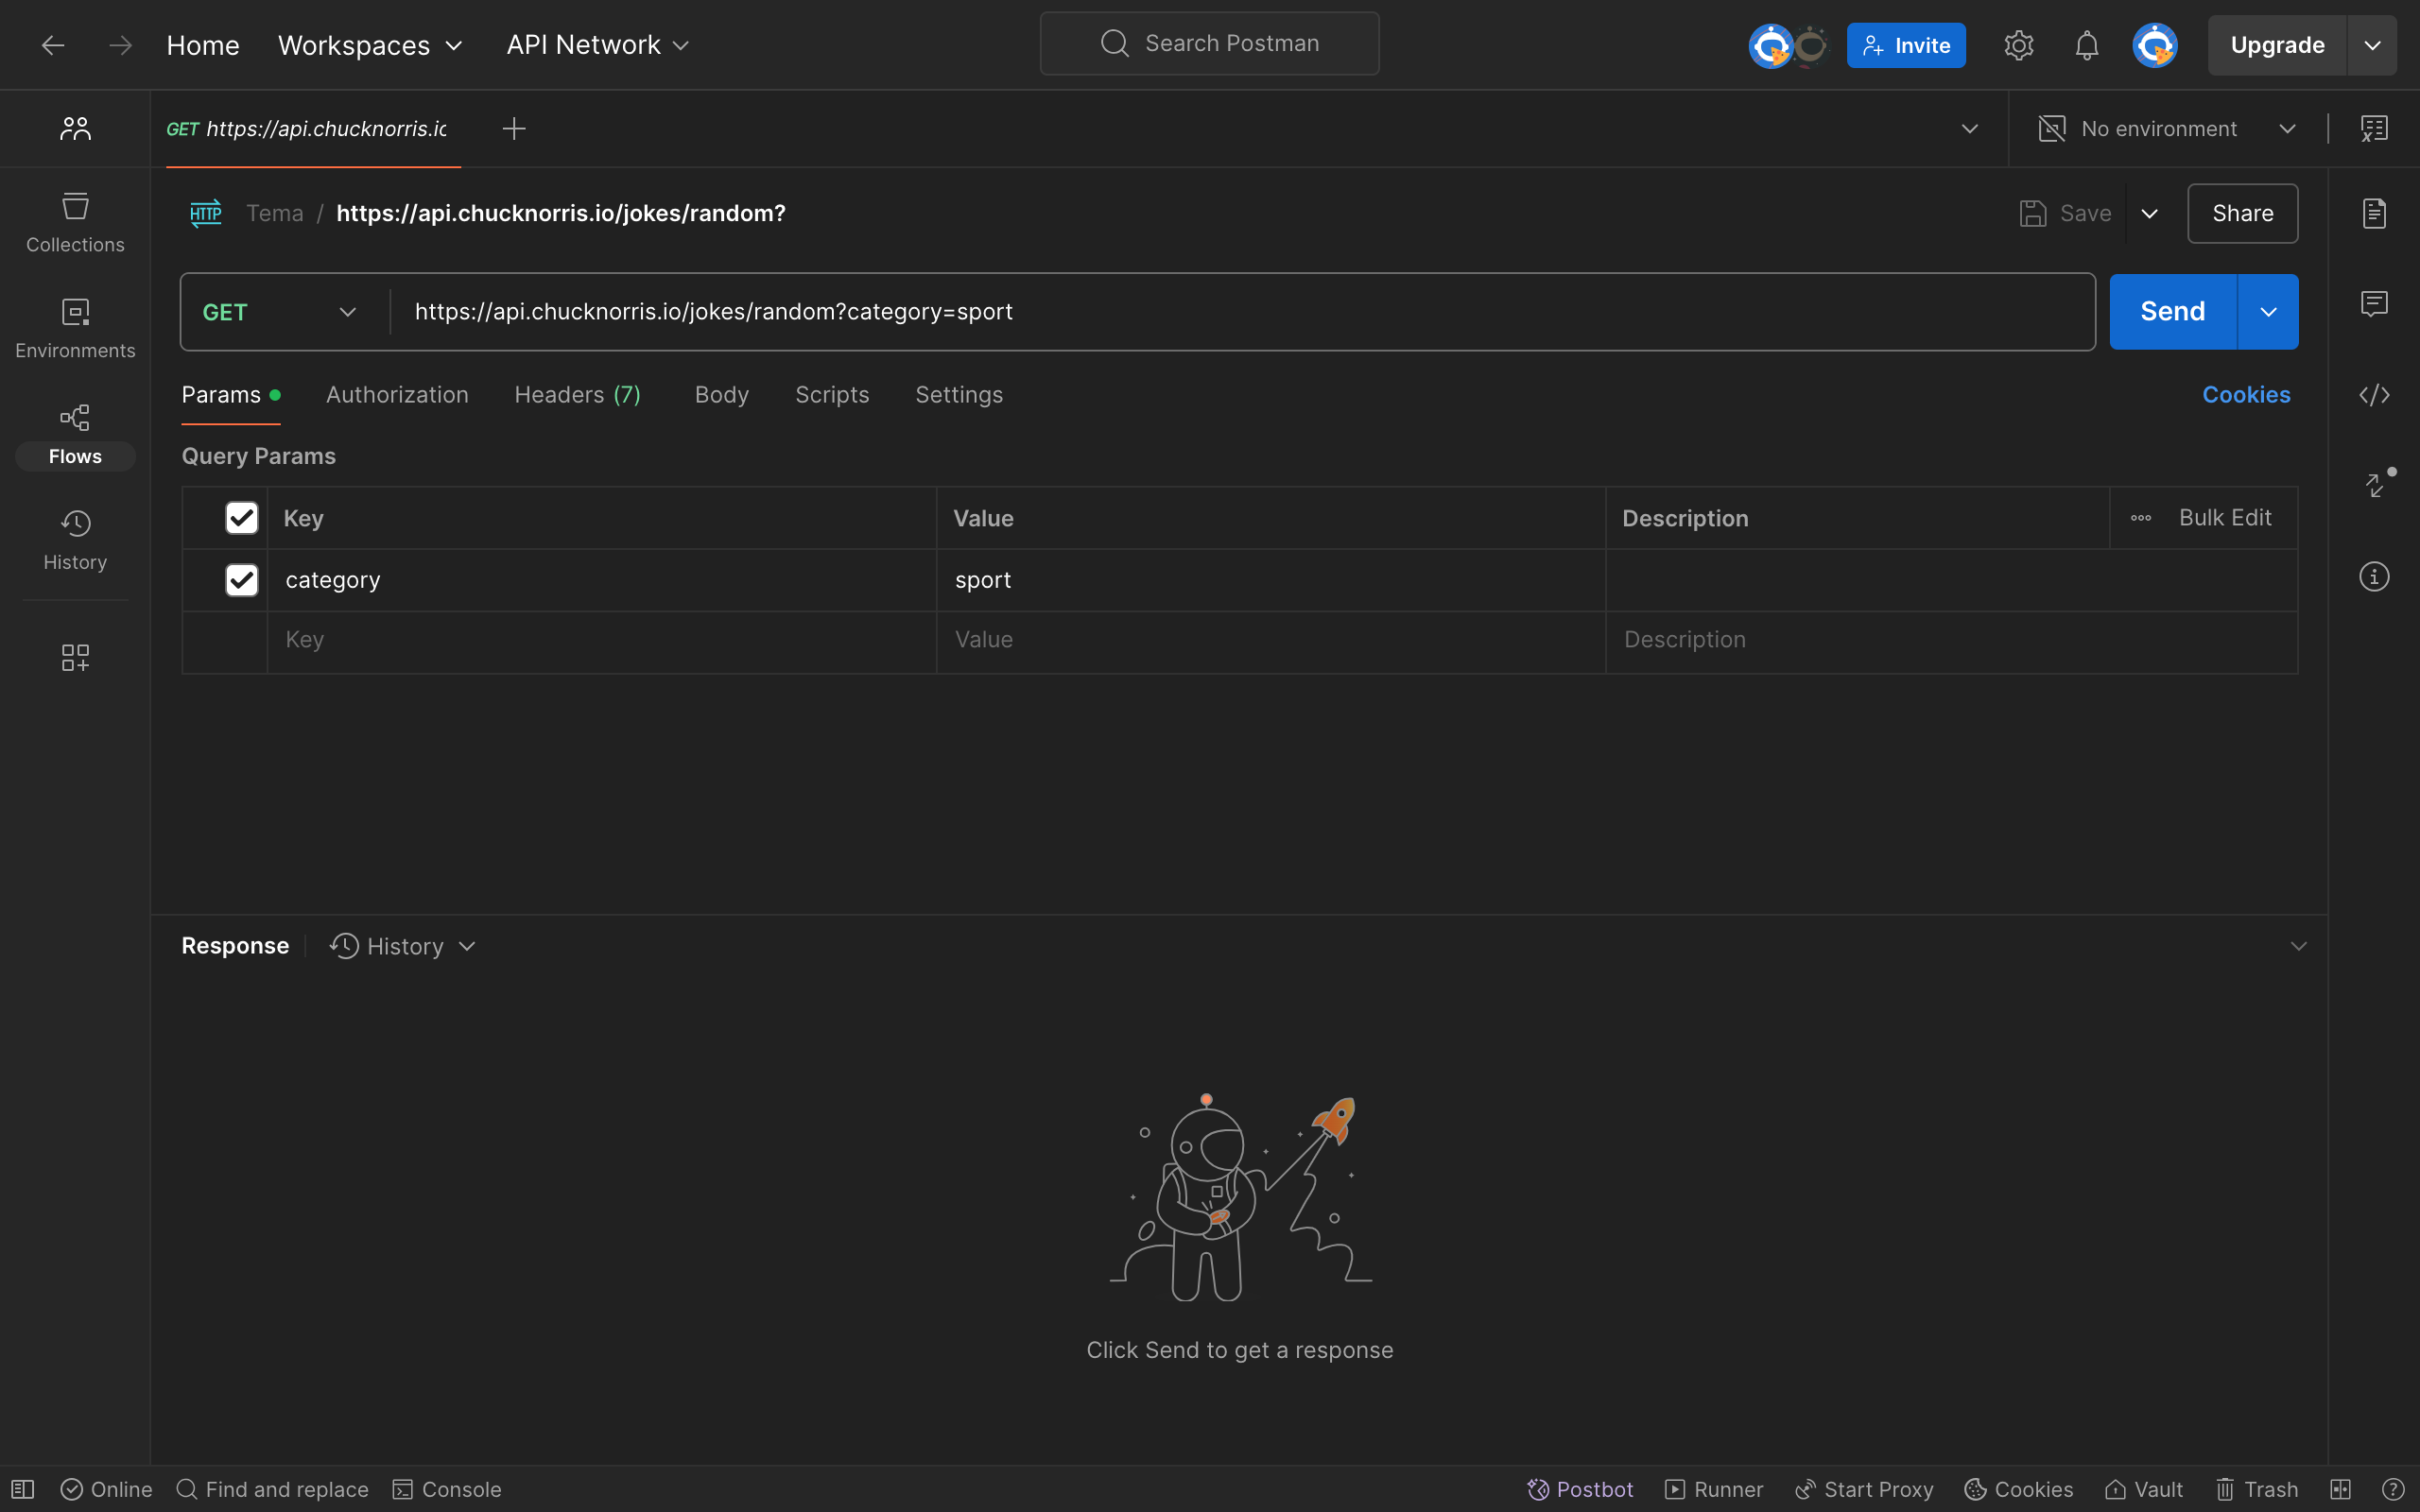 Home Workspaces API Network Search Postman Invite Upgrade
GET https://api.chucknorris.ic No environment
HTTP Tema / https://api.chucknorris.io/jokes/random? Save Share
Collections
GET https://api.chucknorris.io/jokes/random?category=sport Send
Environments
Params Authorization Headers (7) Body Scripts Settings Cookies
Flows
Query Params
Key Value Description Bulk Edit
History
category sport
Key Value Description
Response History
Click Send to get a response
Online Find and replace Console Postbot Runner Start Proxy Cookies Vault Trash